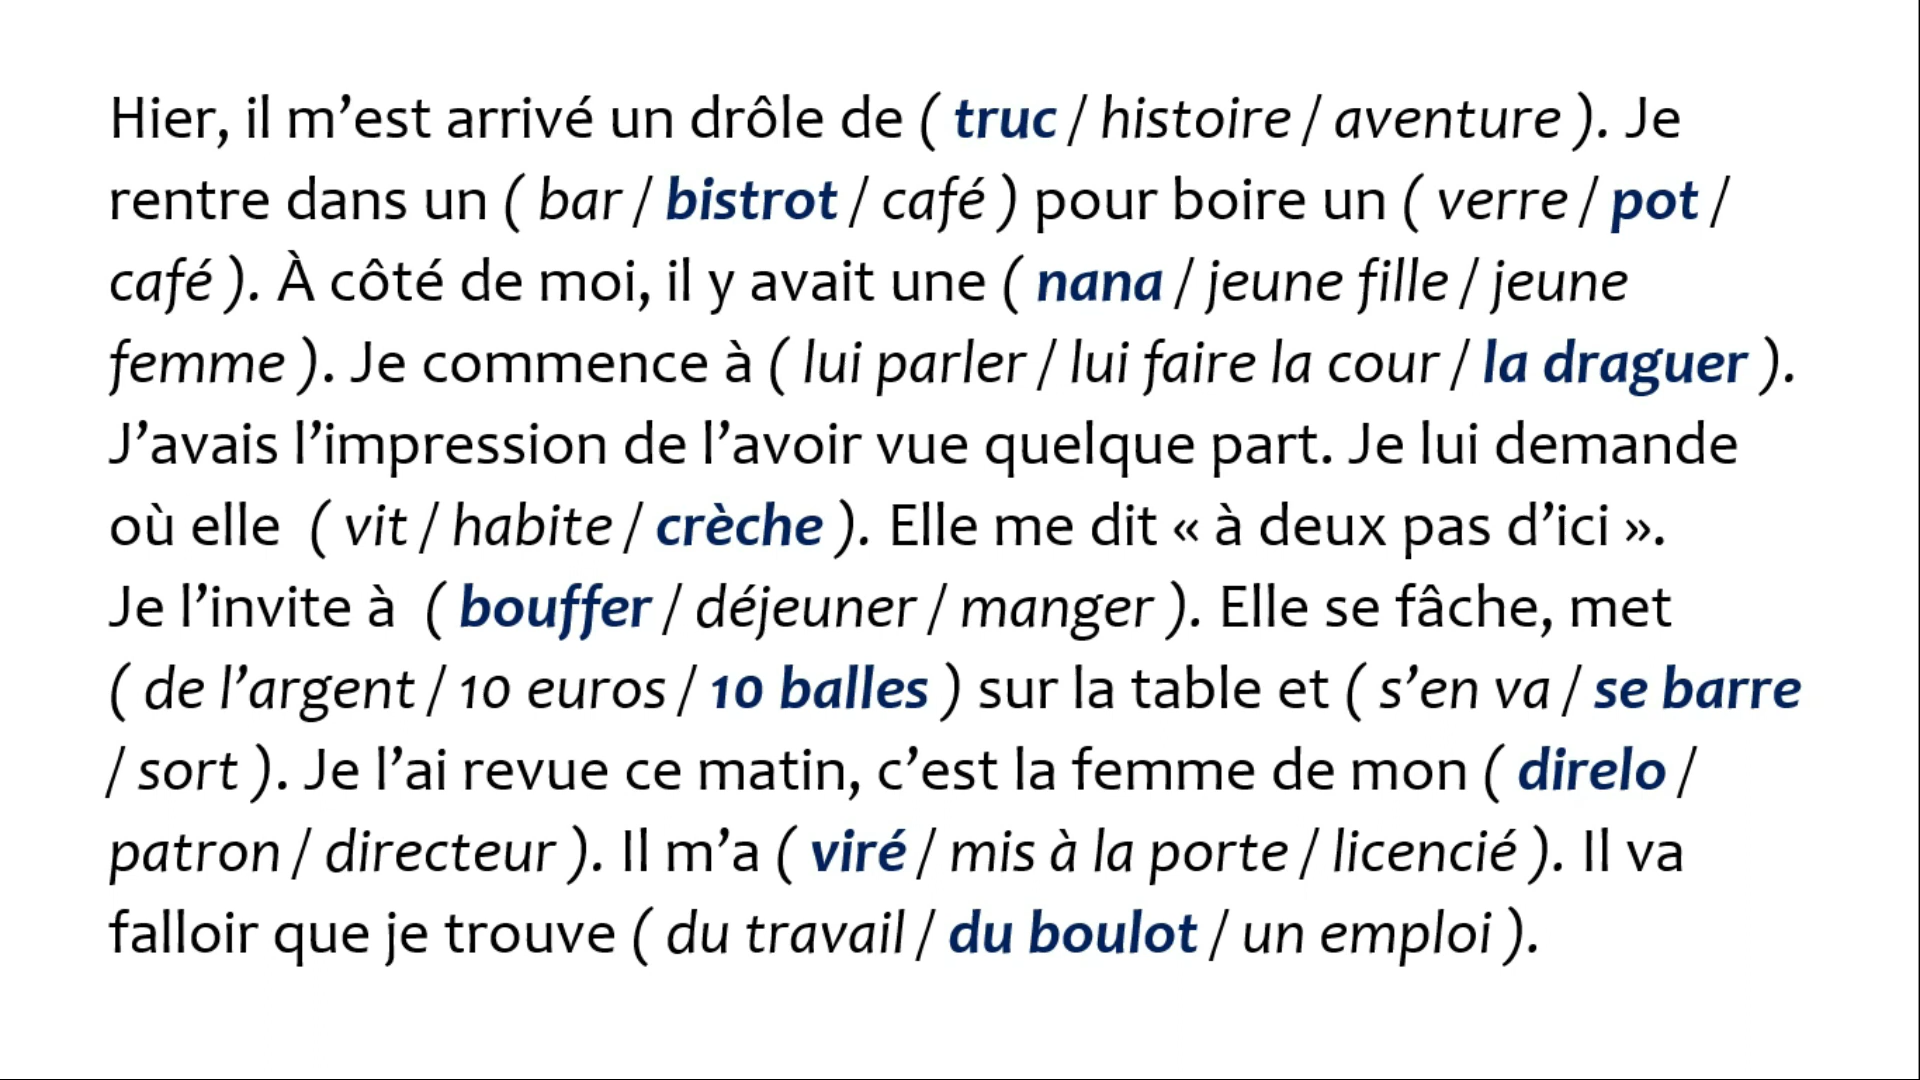 Hier, il m’est arrivé un drôle de ( truc / histoire / aventure ). Je
rentre dans un ( bar / bistrot / café ) pour boire un ( verre / pot /
café ). À côté de moi, il y avait une ( nana / jeune fille / jeune
femme ). Je commence à ( lui parler / lui faire la cour / la draguer ).
J’avais l’impression de l’avoir vue quelque part. Je lui demande
où elle ( vit / habite / crèche ). Elle me dit « à deux pas d’ici ».
Je l’invite à ( bouffer / déjeuner / manger ). Elle se fâche, met
( de l’argent / 10 euros / 10 balles ) sur la table et ( s’en va / se barre
/ sort ). Je l’ai revue ce matin, c’est la femme de mon ( direlo /
patron / directeur ). Il m’a ( viré / mis à la porte / licencié ). Il va
falloir que je trouve ( du travail / du boulot / un emploi ).